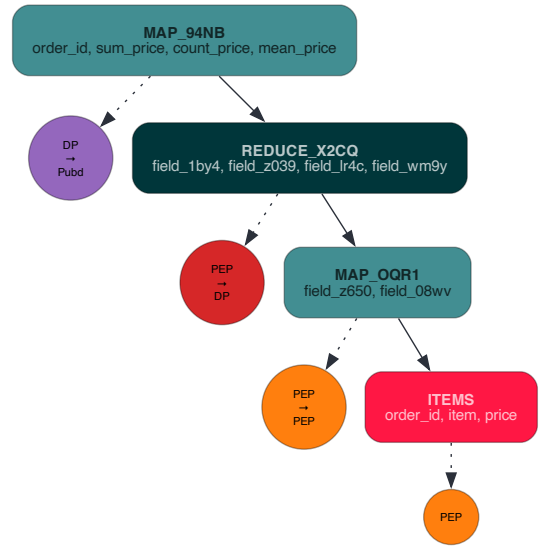 MAP_94NB
order_id, sum_price, count_price, mean_price
DP
→
Pubd
REDUCE_X2CQ
field_1by4, field_z039, field_lr4c, field_wm9y
PEP
→
DP
MAP_OQR1
field_z650, field_08wv
PEP
→
PEP
ITEMS
order_id, item, price
PEP